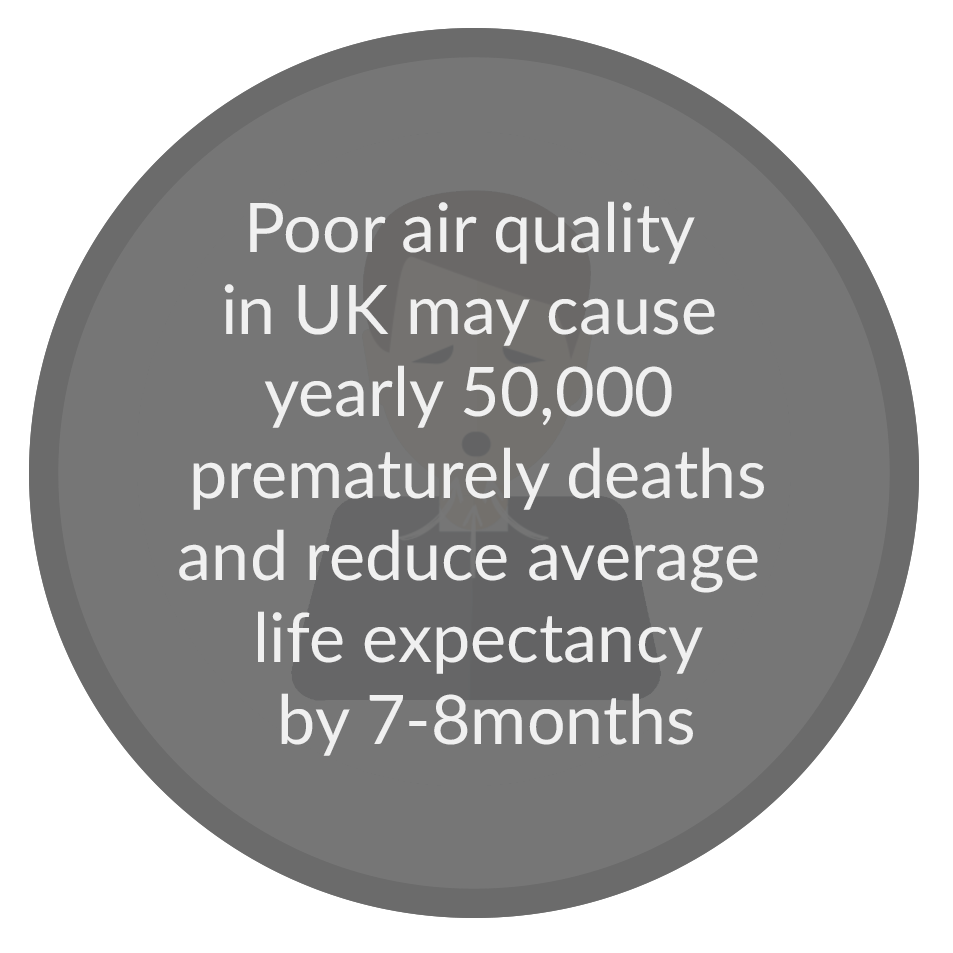 Poor air quality
in UK may cause
yearly 50,000
prematurely deaths
and reduce average
life expectancy
by 7-8months